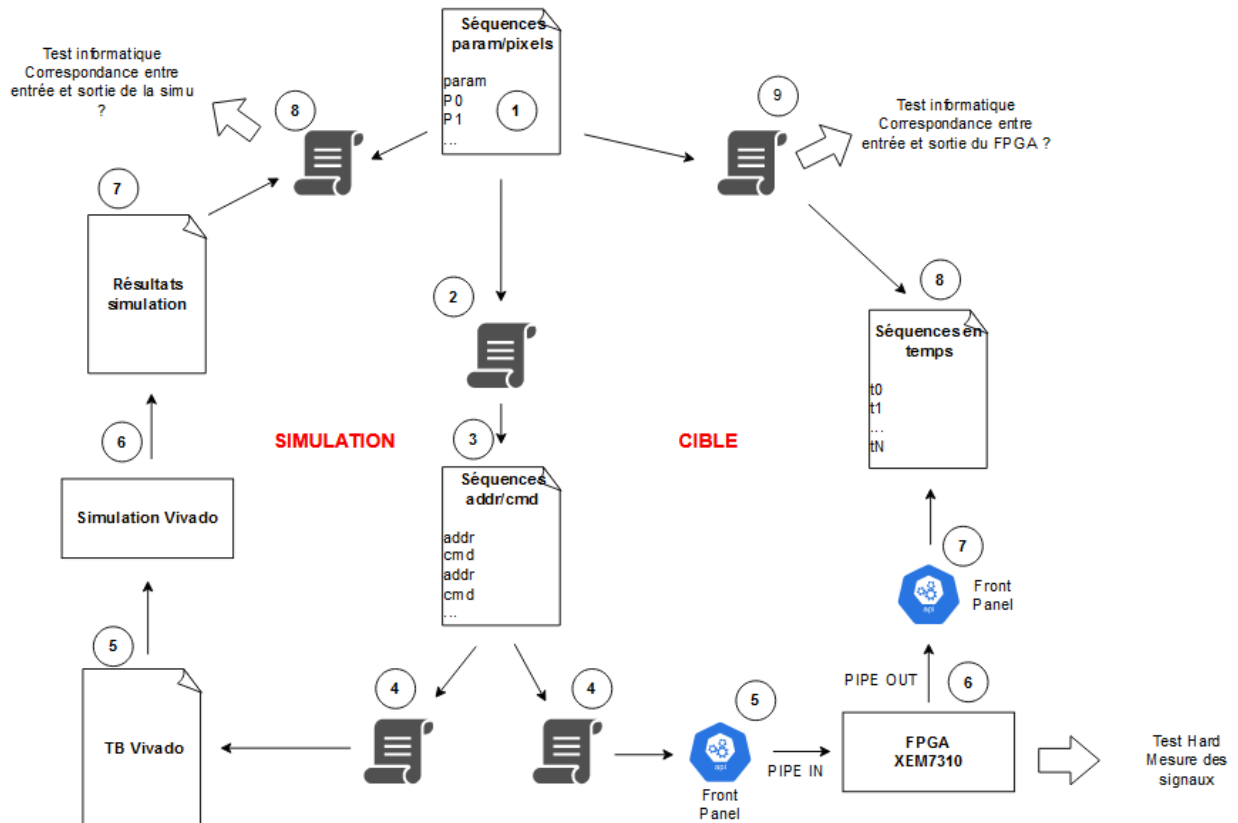 Séquences
param/pixels
param
P0
P1
...
1
Test informatique
Correspondance entre
entrée et sortie de la simu
?
8
9
Test informatique
Correspondance entre
entrée et sortie du FPGA ?
7
Résultats
simulation
2
8
Séquences en
temps
t0
t1
...
tN
6
SIMULATION
3
CIBLE
Séquences
addr/cmd
addr
cmd
addr
cmd
...
Simulation Vivado
7
api
Front
Panel
5
TB Vivado
4
4
5
api
Front
Panel
PIPE IN
PIPE OUT
6
FPGA
XEM7310
Test Hard
Mesure des
signaux